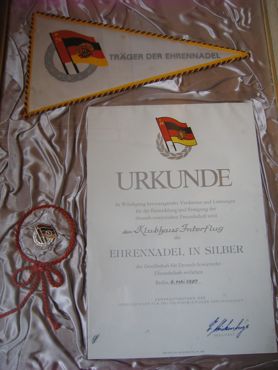 TRÄGER DER EHRENNADEL
URKUNDE
In Würdigung hervorragender Verdienste und Leistungen
für die Entwicklung und Festigung der
deutsch-sowjetischen Freundschaft wird
dem Klubhaus Interflug
die
EHRENNADEL IN SILBER
der Gesellschaft für Deutsch-Sowjetische
Freundschaft verliehen
Berlin,
PRÄSIDENT